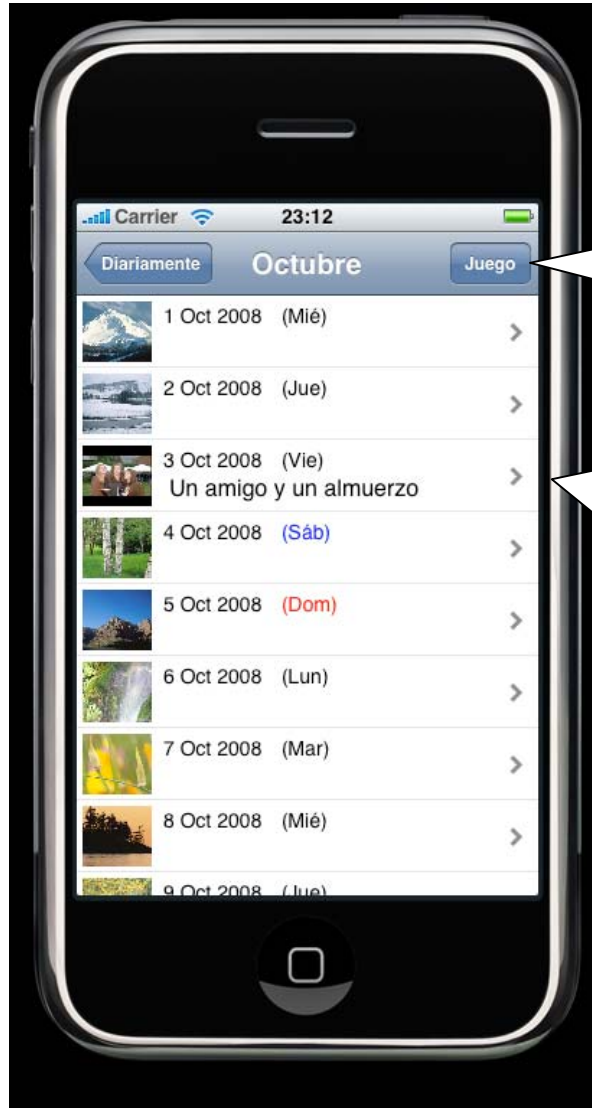 Carrier 23:12
Diariamente Octubre Juego
1 Oct 2008 (Mié)
2 Oct 2008 (Jue)
3 Oct 2008 (Vie)
Un amigo y un almuerzo
4 Oct 2008 (Sáb)
5 Oct 2008 (Dom)
6 Oct 2008 (Lun)
7 Oct 2008 (Mar)
8 Oct 2008 (Mié)
9 Oct 2008 (Jue)